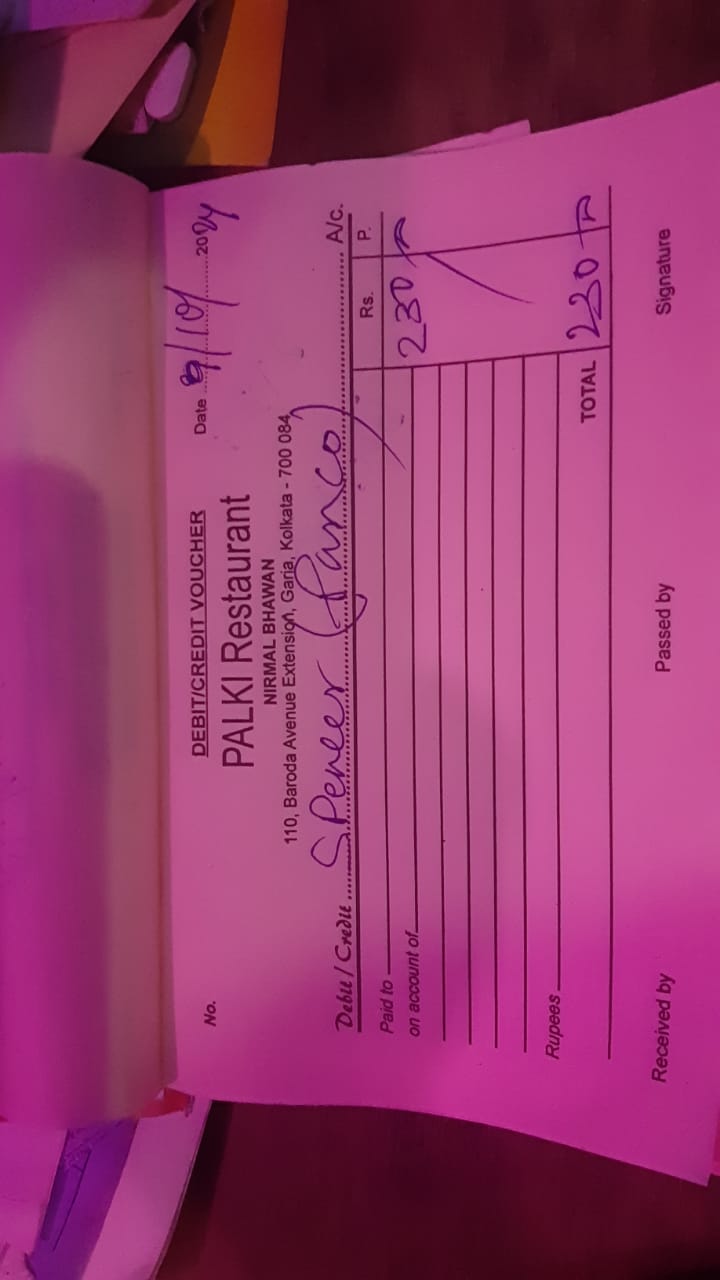 DEBIT/CREDIT VOUCHER
No. Date 9/10/ 2024
PALKI Restaurant
NIRMAL BHAWAN
110, Baroda Avenue Extension, Garia, Kolkata - 700 084
Debit / Credit Speneer (Panco) A/c.
Rs. P.
Paid to
on account of 230
Rupees
TOTAL 230
Received by Passed by Signature